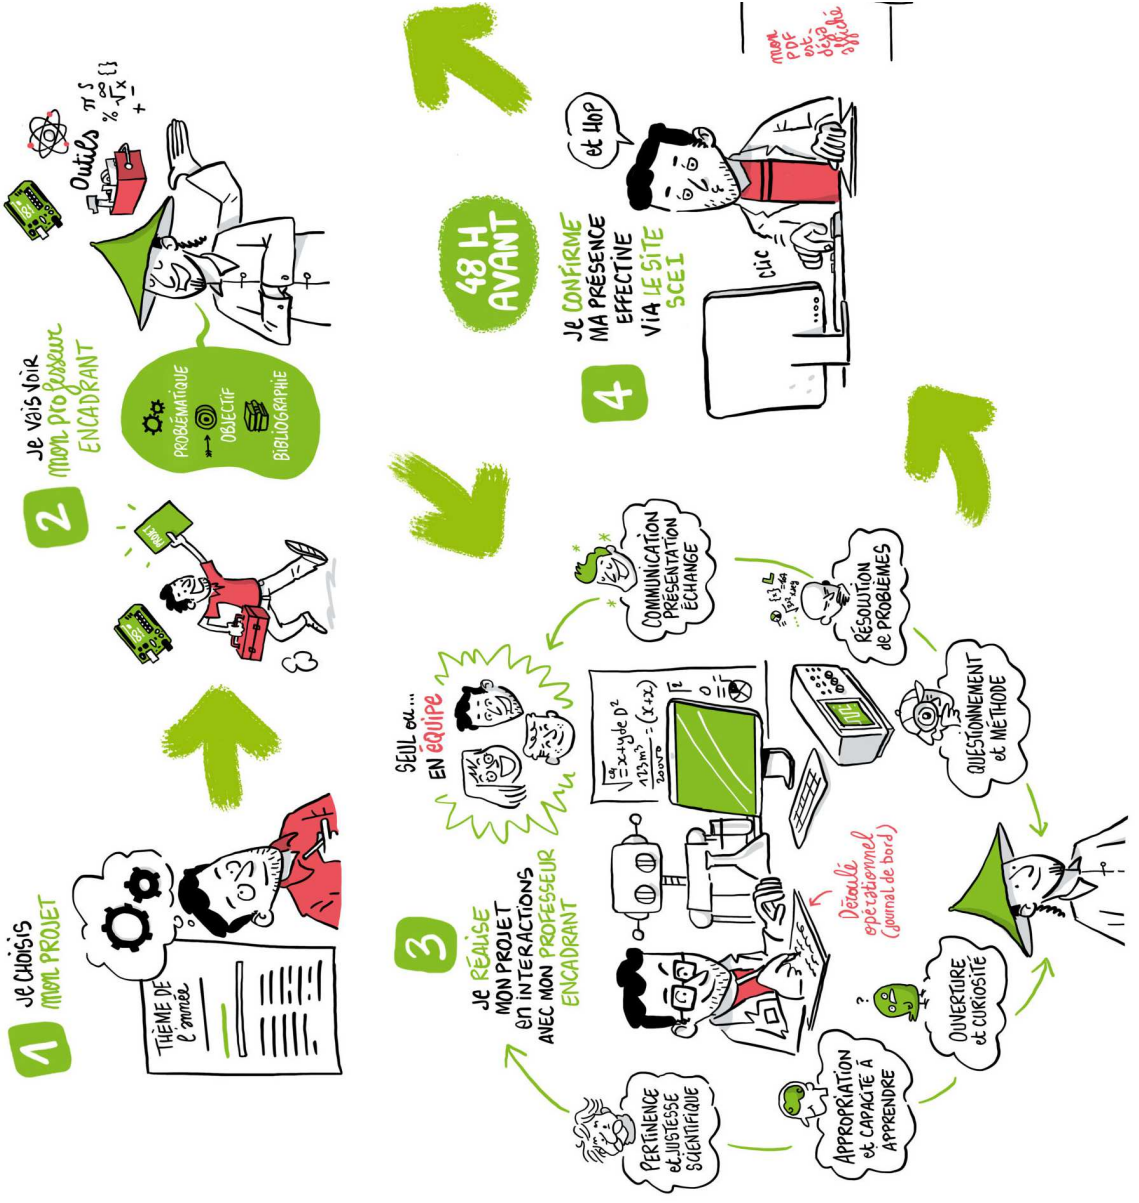 1
Je CHOISIS
mon PROJET
THÈME DE
l'année
2
Je VAIS VOIR
mon professeur
ENCADRANT
PROJET
PROBLÉMATIQUE
OBJECTIF
BIBLIOGRAPHIE
Outils
3
Je RÉALISE
MON PROJET
en INTERACTIONS
AVEC MON PROFESSEUR
ENCADRANT
SEUL ou...
EN ÉQUIPE
Déroulé
opérationnel
(journal de bord)
COMMUNICATION
PRÉSENTATION
ÉCHANGE
RÉSOLUTION
de PROBLÈMES
QUESTIONNEMENT
et MÉTHODE
?
OUVERTURE
et CURIOSITÉ
APPROPRIATION
et CAPACITÉ À
APPRENDRE
PERTINENCE
et JUSTESSE
SCIENTIFIQUE
48 H
AVANT
4
Je CONFIRME
MA PRÉSENCE
EFFECTIVE
VIA LE SITE
SCEI
CLIC
et HOP
mon
PDF
est-
déjà
affiché